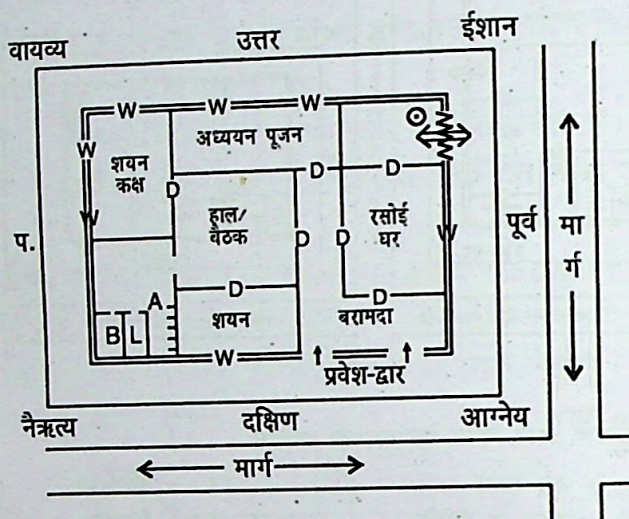 वायव्य उत्तर ईशान
W W W
W
अध्ययन पूजन
शयन
कक्ष
D D D
हाल/
बैठक
रसोई
घर
W
प.
D D
W
पूर्व
मा
र्ग
A
D
D
शयन
बरामदा
B L
W
प्रवेश-द्वार
नैऋत्य दक्षिण आग्नेय
मार्ग